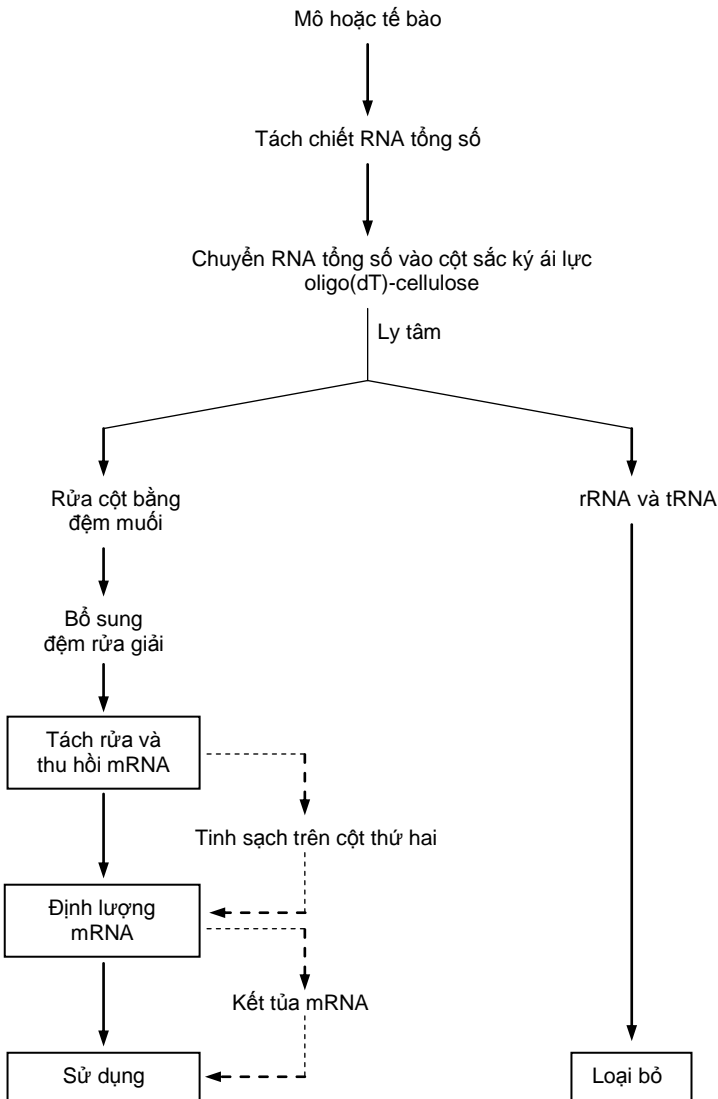 Mô hoặc tế bào
Tách chiết RNA tổng số
Chuyển RNA tổng số vào cột sắc ký ái lực
oligo(dT)-cellulose
Ly tâm
Rửa cột bằng
đệm muối
rRNA và tRNA
Bổ sung
đệm rửa giải
Tách rửa và
thu hồi mRNA
Tinh sạch trên cột thứ hai
Định lượng
mRNA
Kết tủa mRNA
Sử dụng
Loại bỏ